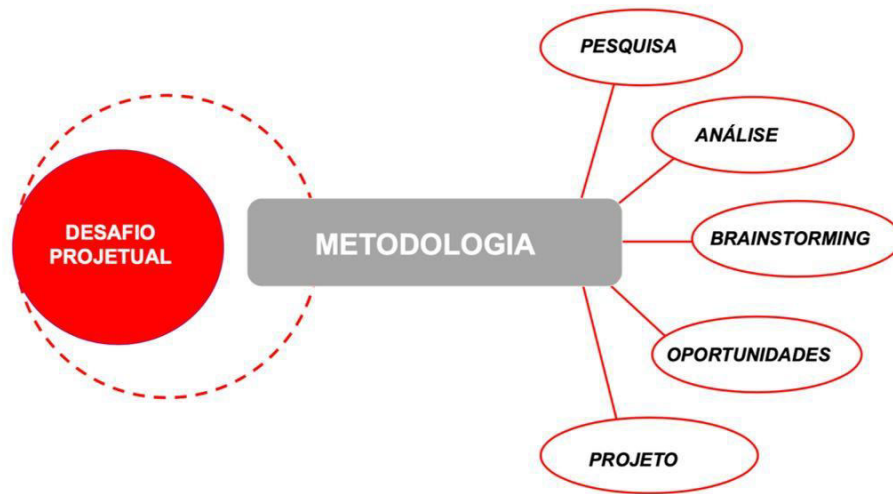 DESAFIO
PROJETUAL
METODOLOGIA
PESQUISA
ANÁLISE
BRAINSTORMING
OPORTUNIDADES
PROJETO